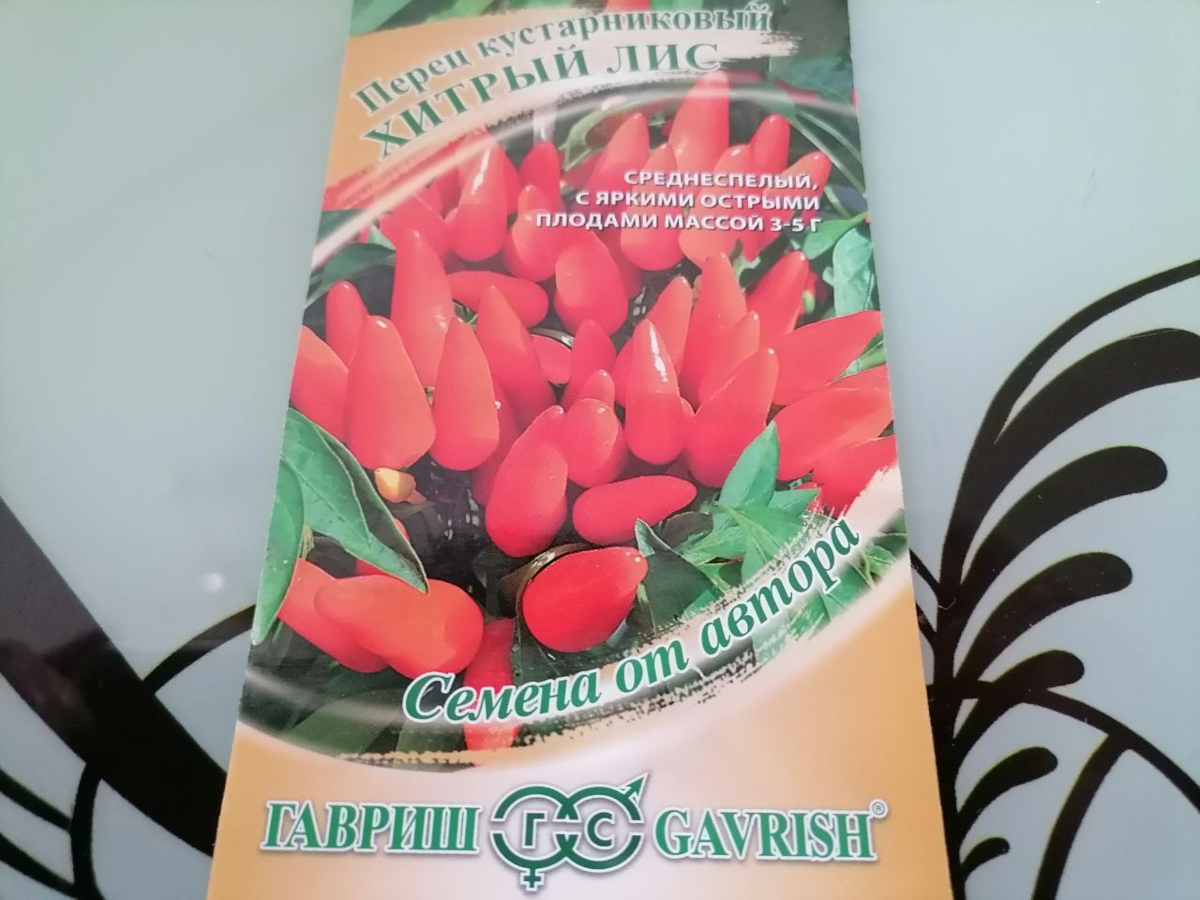 Перец кустарниковый
ХИТРЫЙ ЛИС
СРЕДНЕСПЕЛЫЙ,
С ЯРКИМИ ОСТРЫМИ
ПЛОДАМИ МАССОЙ 3-5 Г
Семена от автора
ГАВРИШ ГС GAVRISH®